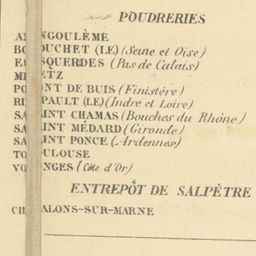 POUDRERIES
ANGOULÊME
BOUCHET (LE) (Seine et Oise)
ESQUERDES (Pas de Calais)
METZ
PONT DE BUIS (Finistère)
RIPAULT (LE) (Indre et Loire)
SAINT CHAMAS (Bouches du Rhône)
SAINT MÉDARD (Gironde)
SAINT PONCE (Ardennes)
TOULOUSE
VONGES (Côte d'Or)
ENTREPÔT DE SALPÊTRE
CHALONS-SUR-MARNE